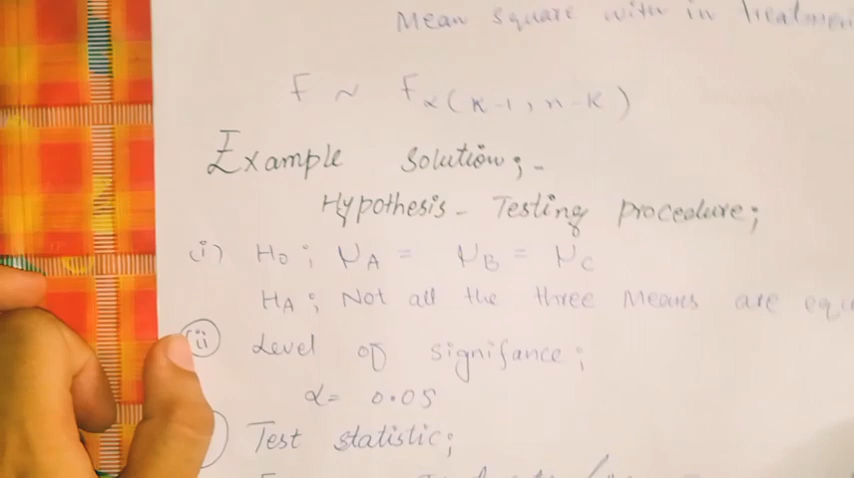 Mean square with in Treatment
F ~ Fα(K-1, n-K)
Example Solution;-
Hypothesis - Testing procedure;
(i) H₀; μA = μB = μC
HA; Not all the three Means are
(ii) Level of signifance;
α = 0.05
Test statistic;